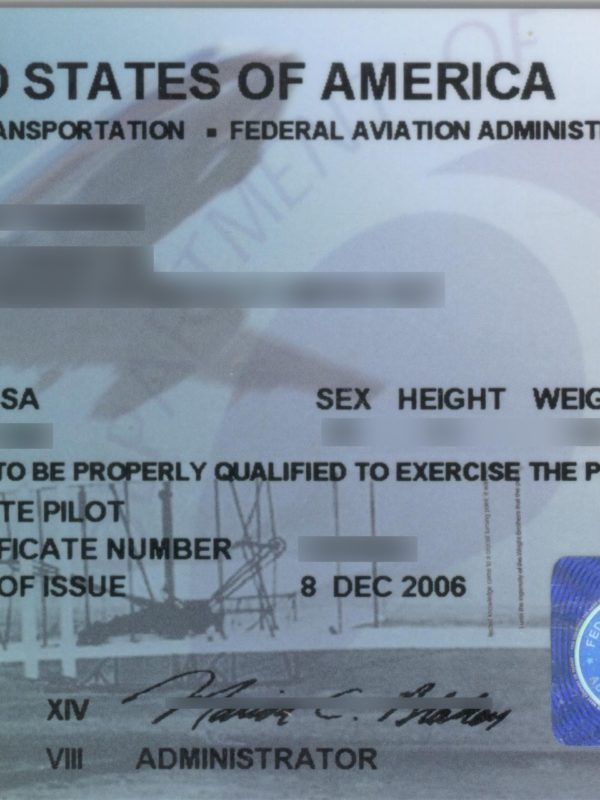 D STATES OF AMERICA
ANSPORTATION ▪ FEDERAL AVIATION ADMINIST
SA SEX HEIGHT WEIG
TO BE PROPERLY QUALIFIED TO EXERCISE THE P
TE PILOT
FICATE NUMBER
OF ISSUE 8 DEC 2006
XIV
VIII ADMINISTRATOR